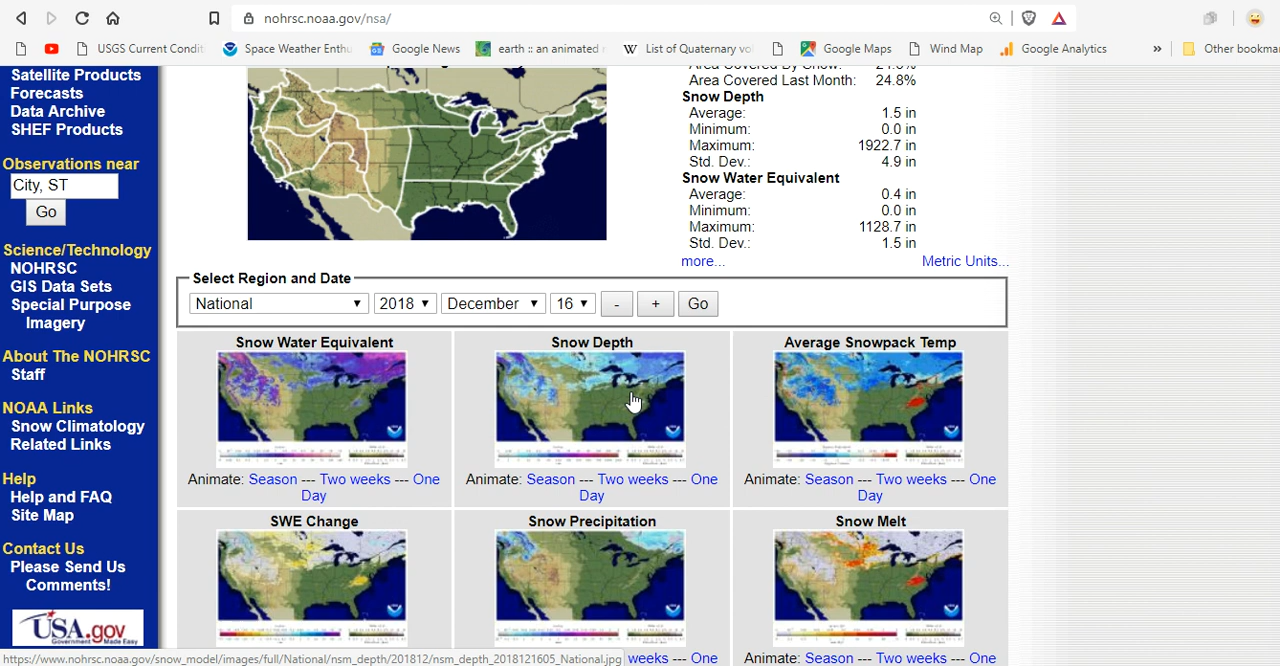 nohrsc.noaa.gov/nsa/
USGS Current Condit
Space Weather Enthu
Google News
earth :: an animated
List of Quaternary vo
Google Maps
Wind Map
Google Analytics
»
Other bookma
Satellite Products
Forecasts
Data Archive
SHEF Products
Observations near
City, ST
Go
Science/Technology
NOHRSC
GIS Data Sets
Special Purpose
Imagery
About The NOHRSC
Staff
NOAA Links
Snow Climatology
Related Links
Help
Help and FAQ
Site Map
Contact Us
Please Send Us
Comments!
USA.gov
Government Made Easy
Area Covered Last Month: 24.8%
Snow Depth
Average: 1.5 in
Minimum: 0.0 in
Maximum: 1922.7 in
Std. Dev.: 4.9 in
Snow Water Equivalent
Average: 0.4 in
Minimum: 0.0 in
Maximum: 1128.7 in
Std. Dev.: 1.5 in
more... Metric Units...
Select Region and Date
National 2018 December 16 - + Go
Snow Water Equivalent
Animate: Season --- Two weeks --- One
Day
Snow Depth
Animate: Season --- Two weeks --- One
Day
Average Snowpack Temp
Animate: Season --- Two weeks --- One
Day
SWE Change
Snow Precipitation
weeks --- One
Snow Melt
Animate: Season --- Two weeks --- One
https://www.nohrsc.noaa.gov/snow_model/images/full/National/nsm_depth/201812/nsm_depth_2018121605_National.jpg